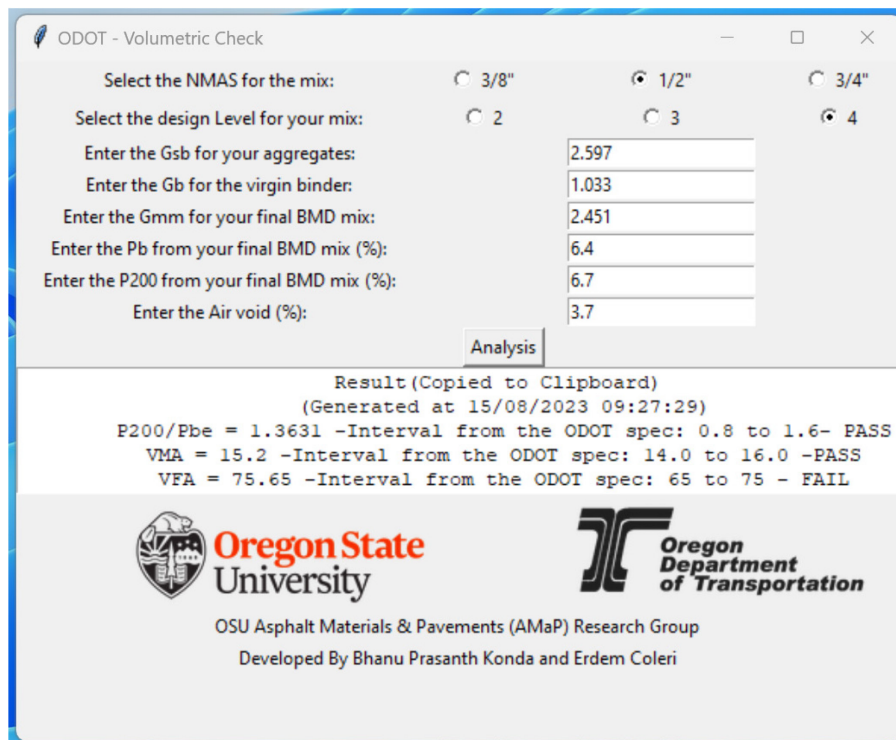 ODOT - Volumetric Check
Select the NMAS for the mix: 3/8" 1/2" 3/4"
Select the design Level for your mix: 2 3 4
Enter the Gsb for your aggregates: 2.597
Enter the Gb for the virgin binder: 1.033
Enter the Gmm for your final BMD mix: 2.451
Enter the Pb from your final BMD mix (%): 6.4
Enter the P200 from your final BMD mix (%): 6.7
Enter the Air void (%): 3.7
Analysis
Result(Copied to Clipboard)
(Generated at 15/08/2023 09:27:29)
P200/Pbe = 1.3631 -Interval from the ODOT spec: 0.8 to 1.6- PASS
VMA = 15.2 -Interval from the ODOT spec: 14.0 to 16.0 -PASS
VFA = 75.65 -Interval from the ODOT spec: 65 to 75 - FAIL
Oregon State
University
Oregon
Department
of Transportation
OSU Asphalt Materials & Pavements (AMaP) Research Group
Developed By Bhanu Prasanth Konda and Erdem Coleri